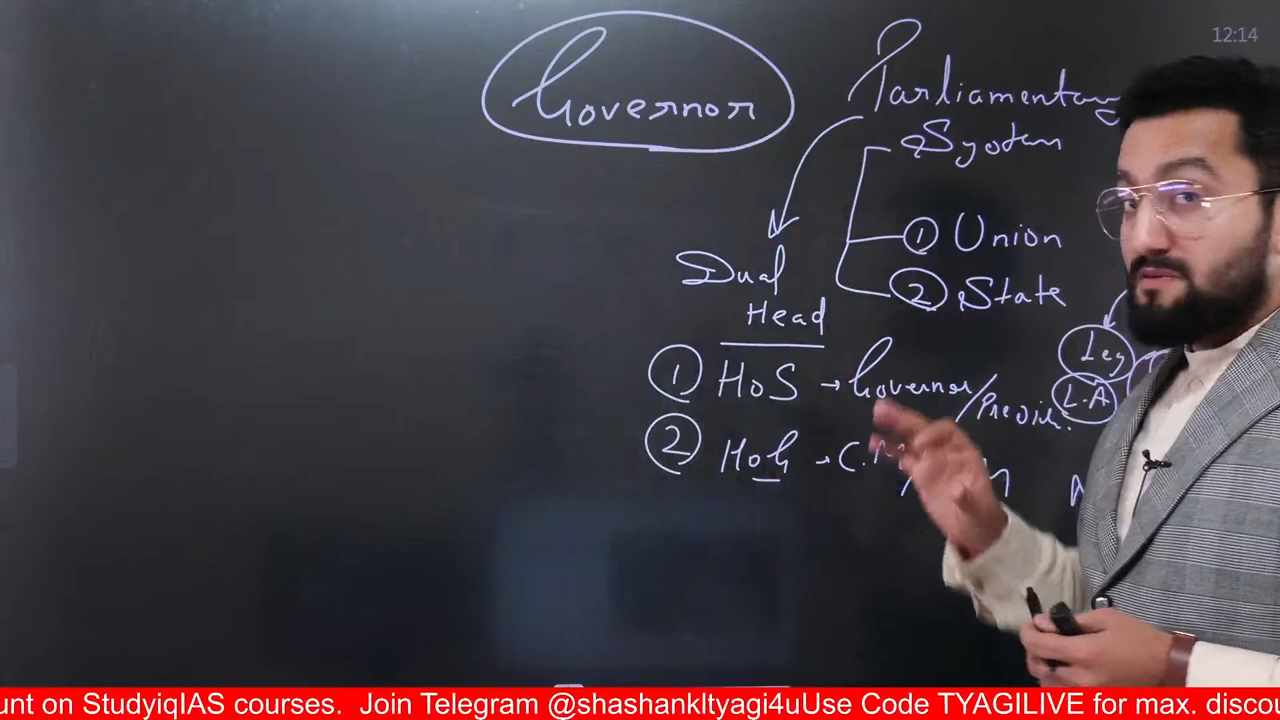 12:14
Governor
Parliamentary
System
① Union
② State
Dual
Head
Leg
L.A
① HoS → Governor/
② HoG → C.M
unt on StudyiqIAS courses. Join Telegram @shashankltyagi4uUse Code TYAGILIVE for max. discou